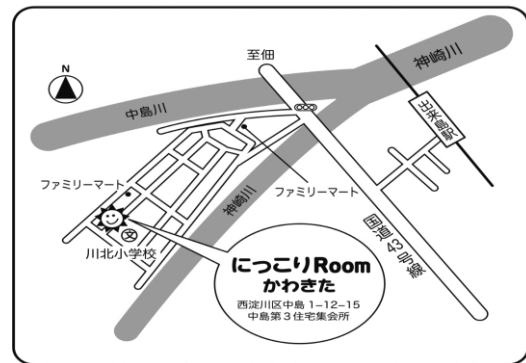 N
至佃
神崎川
中島川
出来島駅
ファミリーマート
ファミリーマート
神崎川
川北小学校
国道43号線
にっこりRoom
かわきた
西淀川区中島 1−12−15
中島第3住宅集会所